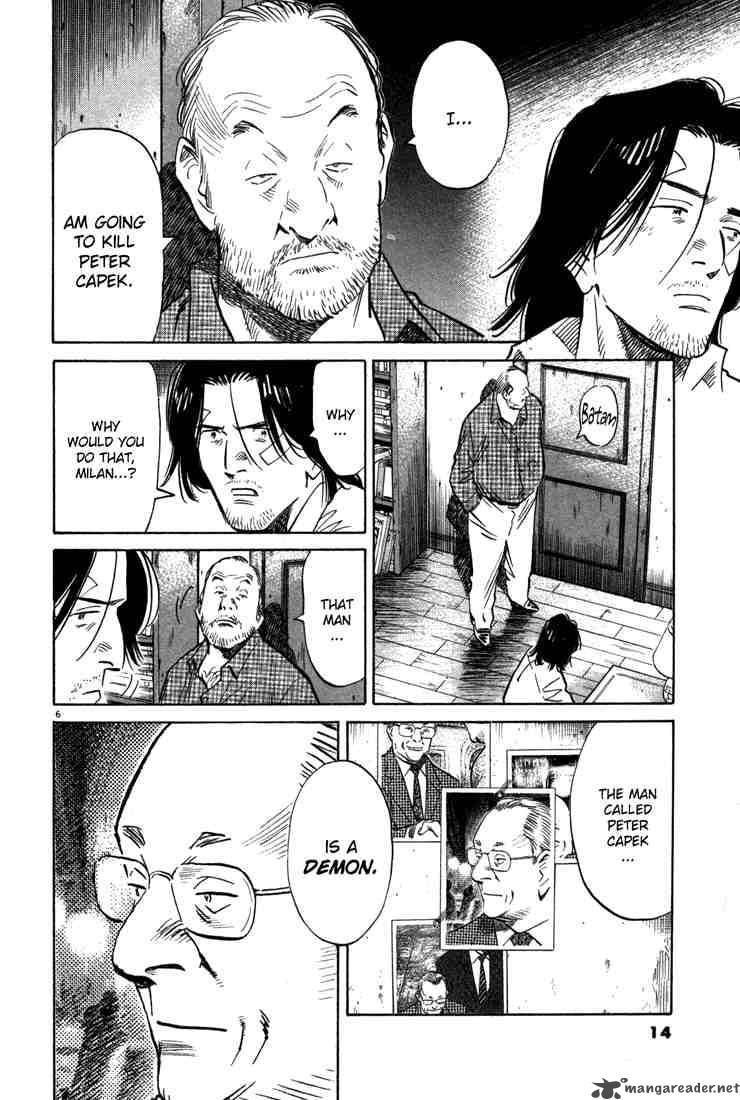 I...
AM GOING
TO KILL
PETER
CAPEK.
Batam
WHY
...
WHY
WOULD YOU
DO THAT,
MILAN...?
THAT
MAN
...
6
THE MAN
CALLED
PETER
CAPEK
...
IS A
DEMON.
14
mangareader.net